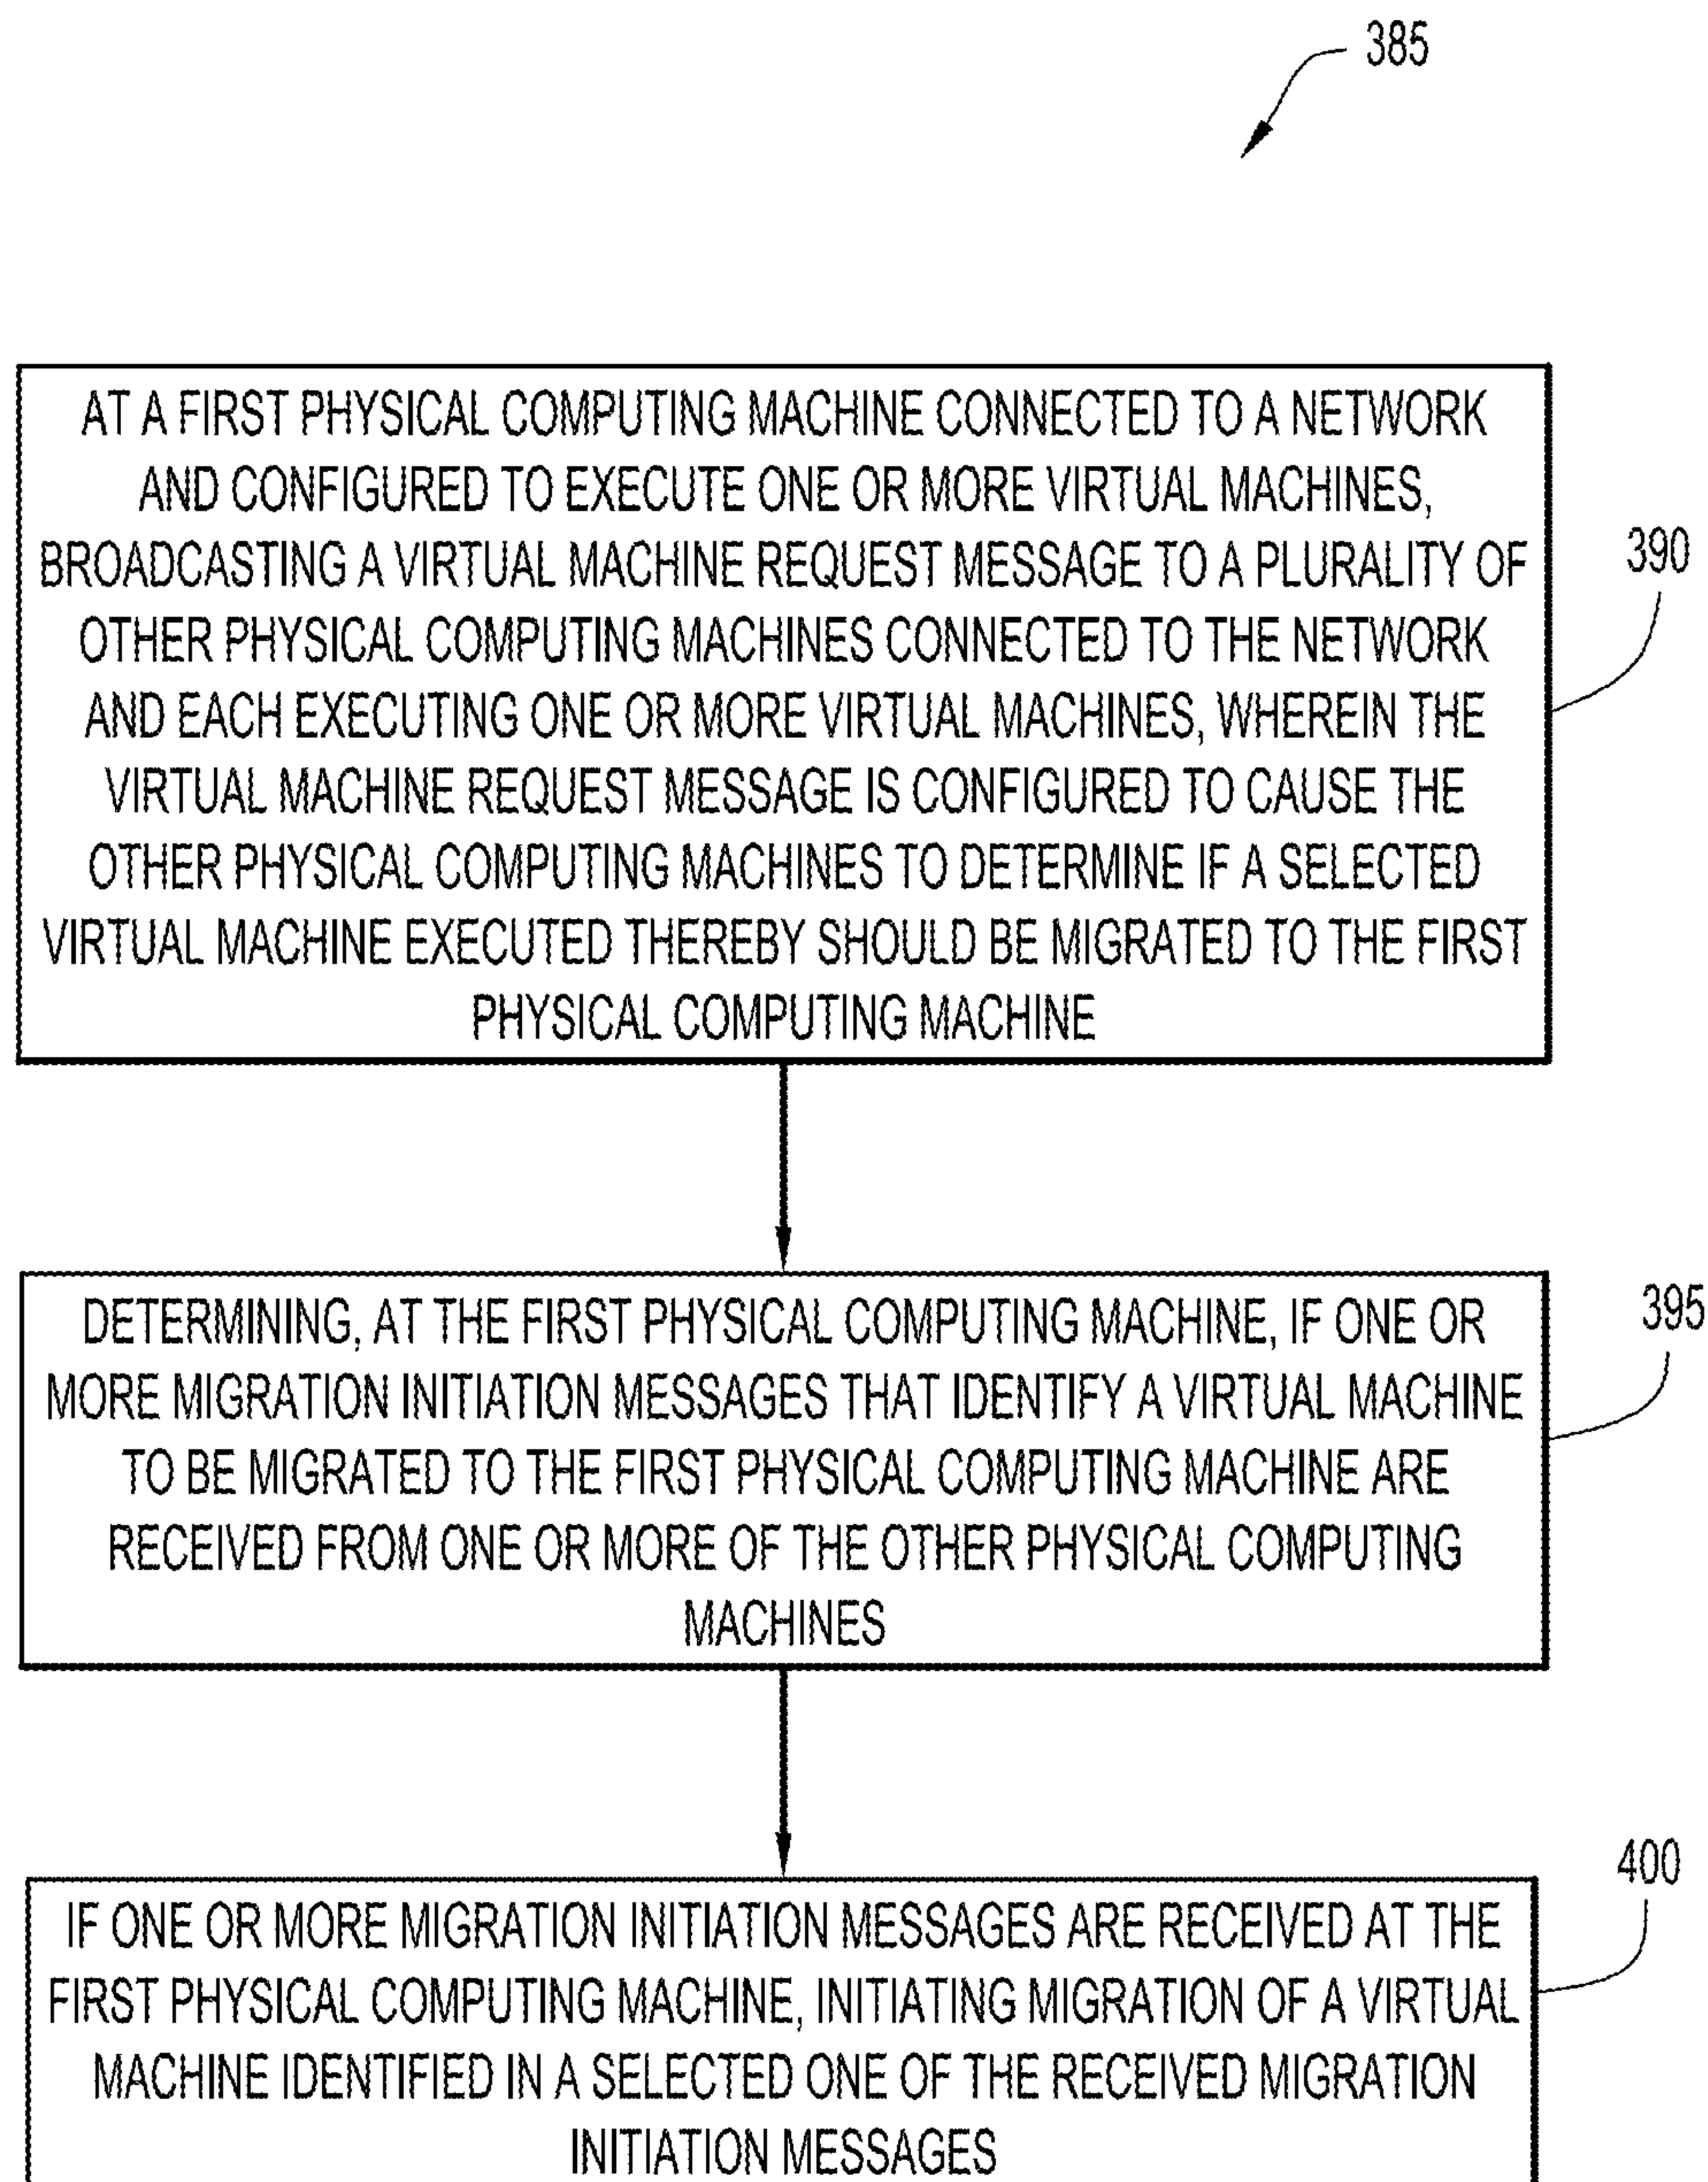 385
AT A FIRST PHYSICAL COMPUTING MACHINE CONNECTED TO A NETWORK
AND CONFIGURED TO EXECUTE ONE OR MORE VIRTUAL MACHINES,
BROADCASTING A VIRTUAL MACHINE REQUEST MESSAGE TO A PLURALITY OF
OTHER PHYSICAL COMPUTING MACHINES CONNECTED TO THE NETWORK
AND EACH EXECUTING ONE OR MORE VIRTUAL MACHINES, WHEREIN THE
VIRTUAL MACHINE REQUEST MESSAGE IS CONFIGURED TO CAUSE THE
OTHER PHYSICAL COMPUTING MACHINES TO DETERMINE IF A SELECTED
VIRTUAL MACHINE EXECUTED THEREBY SHOULD BE MIGRATED TO THE FIRST
PHYSICAL COMPUTING MACHINE
390
DETERMINING, AT THE FIRST PHYSICAL COMPUTING MACHINE, IF ONE OR
MORE MIGRATION INITIATION MESSAGES THAT IDENTIFY A VIRTUAL MACHINE
TO BE MIGRATED TO THE FIRST PHYSICAL COMPUTING MACHINE ARE
RECEIVED FROM ONE OR MORE OF THE OTHER PHYSICAL COMPUTING
MACHINES
395
IF ONE OR MORE MIGRATION INITIATION MESSAGES ARE RECEIVED AT THE
FIRST PHYSICAL COMPUTING MACHINE, INITIATING MIGRATION OF A VIRTUAL
MACHINE IDENTIFIED IN A SELECTED ONE OF THE RECEIVED MIGRATION
INITIATION MESSAGES
400